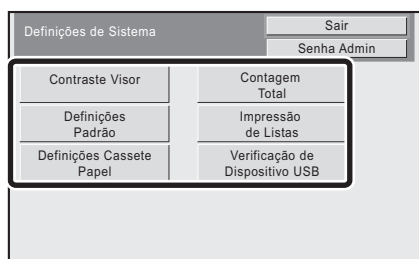 Definições de Sistema
Sair
Senha Admin
Contraste Visor
Contagem
Total
Definições
Padrão
Impressão
de Listas
Definições Cassete
Papel
Verificação de
Dispositivo USB